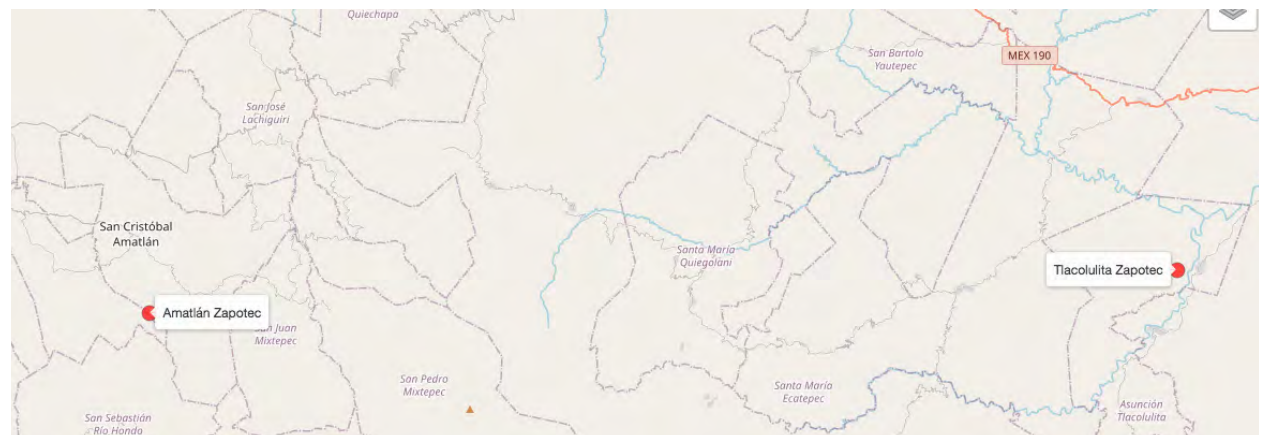 Quiechapa
San Bartolo
Yautepec
MEX 190
San José
Lachiguirí
San Cristóbal
Amatlán
Santa María
Quiegolani
Tlacolulita Zapotec
Amatlán Zapotec
San Juan
Mixtepec
San Pedro
Mixtepec
Santa María
Ecatepec
Asunción
Tlacolulita
San Sebastián
Río Hondo